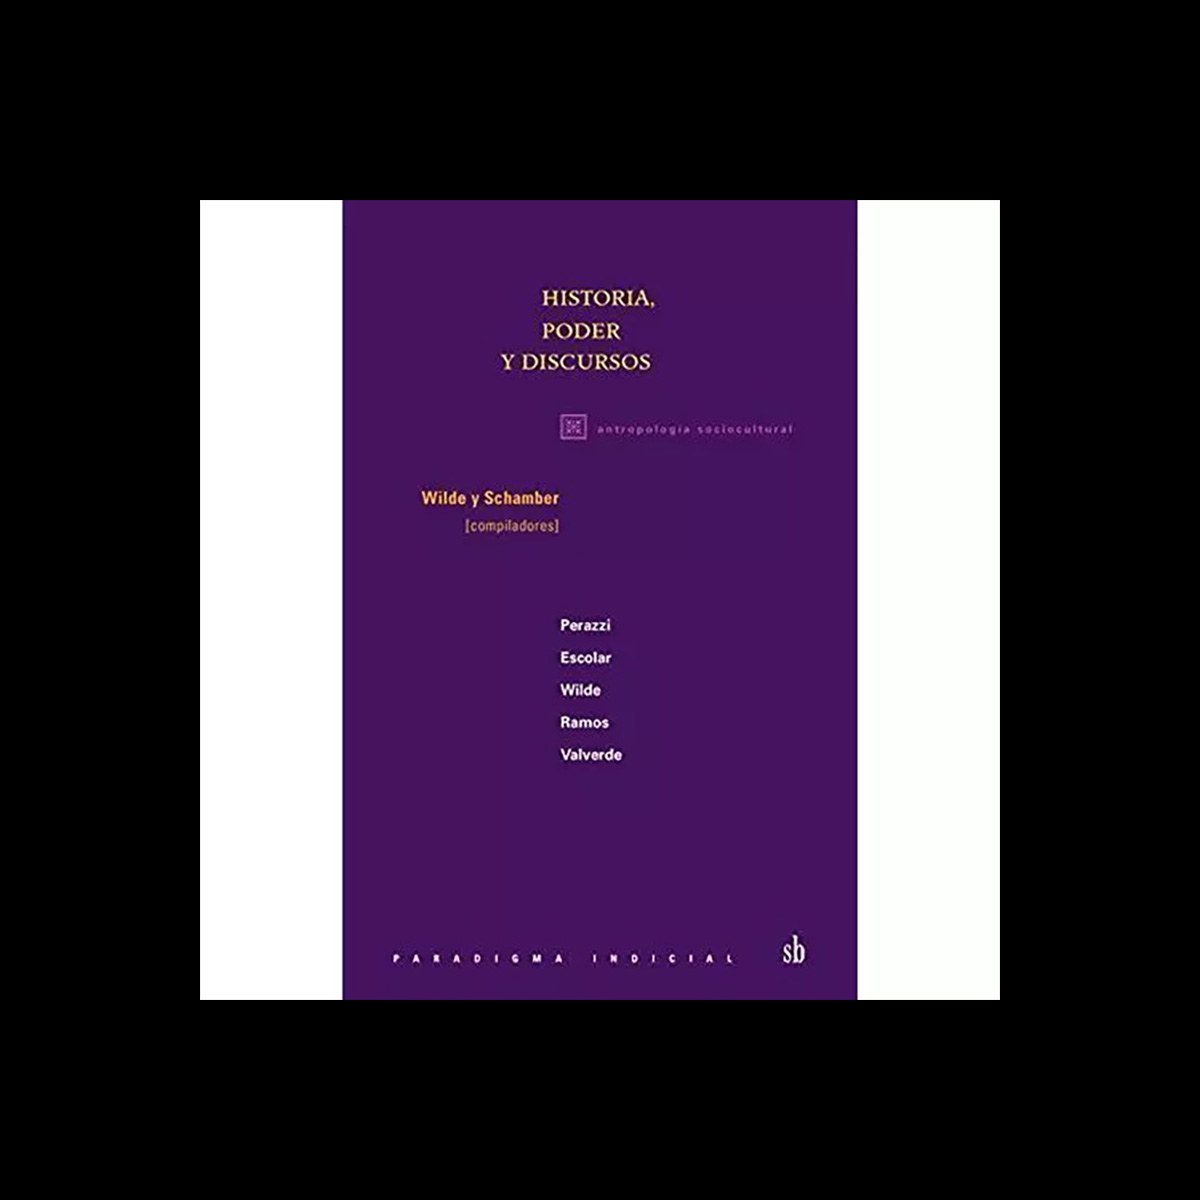 HISTORIA,
PODER
Y DISCURSOS
antropología sociocultural
Wilde y Schamber
[compiladores]
Perazzi
Escolar
Wilde
Ramos
Valverde
PARADIGMA INDICIAL
sb